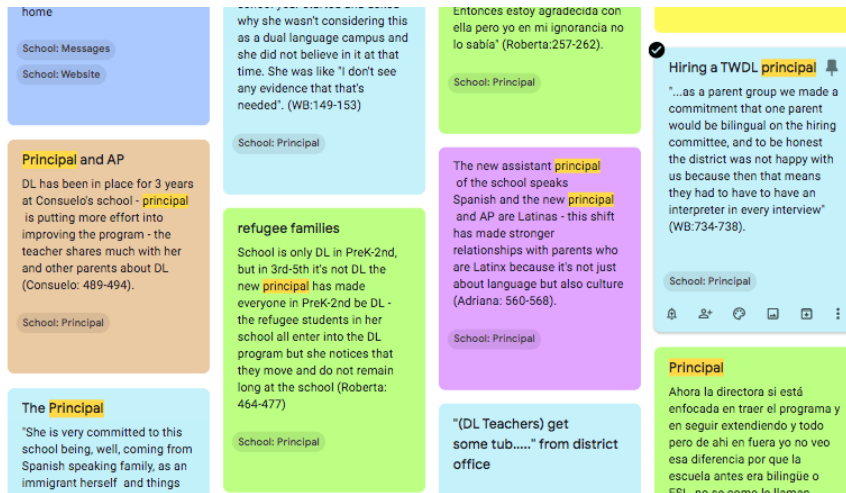 home
School: Messages
School: Website
Principal and AP
DL has been in place for 3 years
at Consuelo's school - principal
is putting more effort into
improving the program - the
teacher shares much with her
and other parents about DL
(Consuelo: 489-494).
School: Principal
The Principal
"She is very committed to this
school being, well, coming from
Spanish speaking family, as an
immigrant herself and things
why she wasn't considering this
as a dual language campus and
she did not believe in it at that
time. She was like "I don't see
any evidence that that's
needed". (WB:149-153)
School: Principal
refugee families
School is only DL in PreK-2nd,
but in 3rd-5th it's not DL the
new principal has made
everyone in PreK-2nd be DL -
the refugee students in her
school all enter into the DL
program but she notices that
they move and do not remain
long at the school (Roberta:
464-477)
School: Principal
Entonces estoy agradecida con
ella pero yo en mi ignorancia no
lo sabía" (Roberta:257-262).
School: Principal
The new assistant principal
of the school speaks
Spanish and the new principal
and AP are Latinas - this shift
has made stronger
relationships with parents who
are Latinx because it's not just
about language but also culture
(Adriana: 560-568).
School: Principal
"(DL Teachers) get
some tub....." from district
office
Hiring a TWDL principal
"...as a parent group we made a
commitment that one parent
would be bilingual on the hiring
committee, and to be honest
the district was not happy with
us because then that means
they had to have to have an
interpreter in every interview"
(WB:734-738).
School: Principal
Principal
Ahora la directora si está
enfocada en traer el programa y
en seguir extendiendo y todo
pero de ahi en fuera yo no veo
esa diferencia por que la
escuela antes era bilingüe o